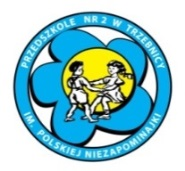 PRZEDSZKOLE NR 2 W TRZEBNICY
IM. POLSKIEJ NIEZAPOMINAJKI